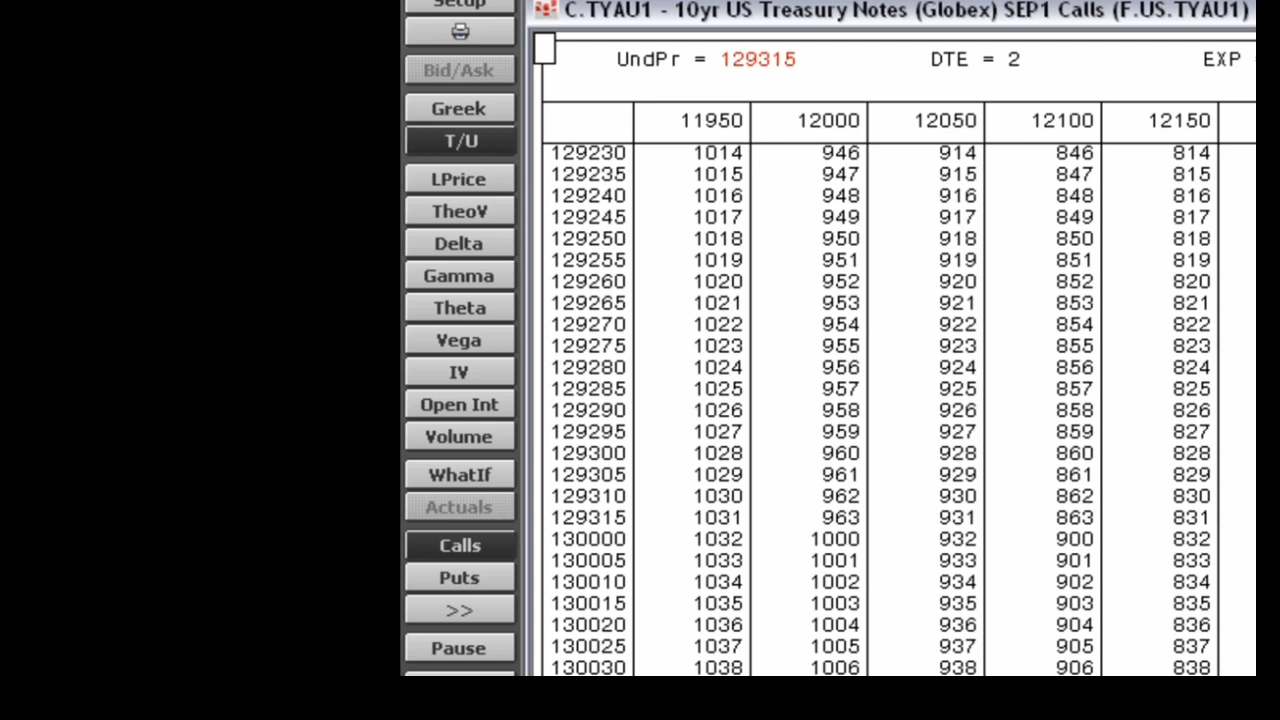 Setup
Bid/Ask
Greek
T/U
LPrice
TheoV
Delta
Gamma
Theta
Vega
IV
Open Int
Volume
WhatIf
Actuals
Calls
Puts
>>
Pause
C.TYAU1 - 10yr US Treasury Notes (Globex) SEP1 Calls (F.US.TYAU1)
UndPr = 129315 DTE = 2 EXP
11950 12000 12050 12100 12150
129230 1014 946 914 846 814
129235 1015 947 915 847 815
129240 1016 948 916 848 816
129245 1017 949 917 849 817
129250 1018 950 918 850 818
129255 1019 951 919 851 819
129260 1020 952 920 852 820
129265 1021 953 921 853 821
129270 1022 954 922 854 822
129275 1023 955 923 855 823
129280 1024 956 924 856 824
129285 1025 957 925 857 825
129290 1026 958 926 858 826
129295 1027 959 927 859 827
129300 1028 960 928 860 828
129305 1029 961 929 861 829
129310 1030 962 930 862 830
129315 1031 963 931 863 831
130000 1032 1000 932 900 832
130005 1033 1001 933 901 833
130010 1034 1002 934 902 834
130015 1035 1003 935 903 835
130020 1036 1004 936 904 836
130025 1037 1005 937 905 837
130030 1038 1006 938 906 838